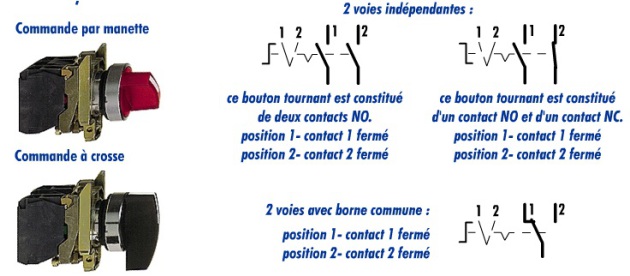 2 voies indépendantes :
Commande par manette
1 2 1 2
1 2 1 2
ce bouton tournant est constitué
de deux contacts NO.
position 1- contact 1 fermé
position 2- contact 2 fermé
ce bouton tournant est constitué
d'un contact NO et d'un contact NC.
position 1- contact 1 fermé
position 2- contact 2 fermé
Commande à crosse
2 voies avec borne commune :
1 2 1 2
position 1- contact 1 fermé
position 2- contact 2 fermé